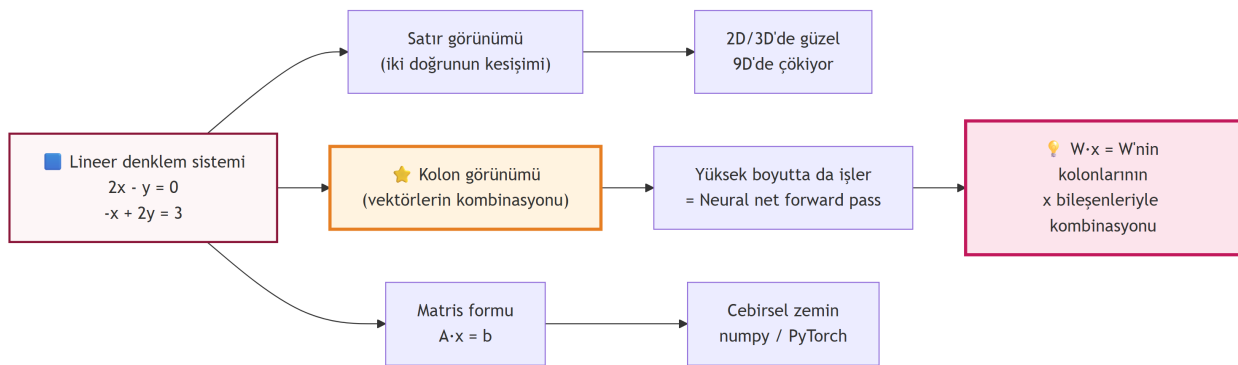 Satır görünümü
(iki doğrunun kesişimi)
2D/3D'de güzel
9D'de çöküyor
🟦 Lineer denklem sistemi
2x - y = 0
-x + 2y = 3
⭐ Kolon görünümü
(vektörlerin kombinasyonu)
Yüksek boyutta da işler
= Neural net forward pass
💡 W·x = W'nin
kolonlarının
x bileşenleriyle
kombinasyonu
Matris formu
A·x = b
Cebirsel zemin
numpy / PyTorch